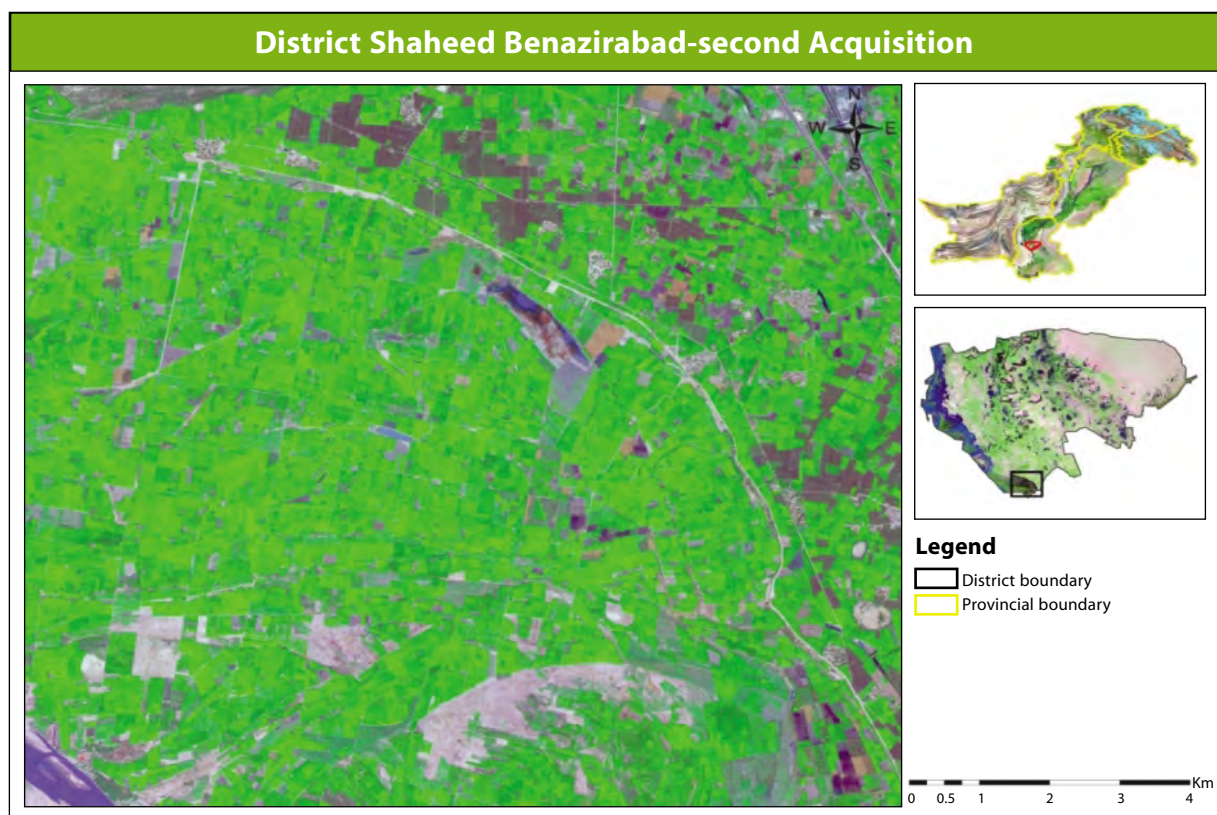 District Shaheed Benazirabad-second Acquisition
N
W E
S
Legend
District boundary
Provincial boundary
Km
0 0.5 1 2 3 4